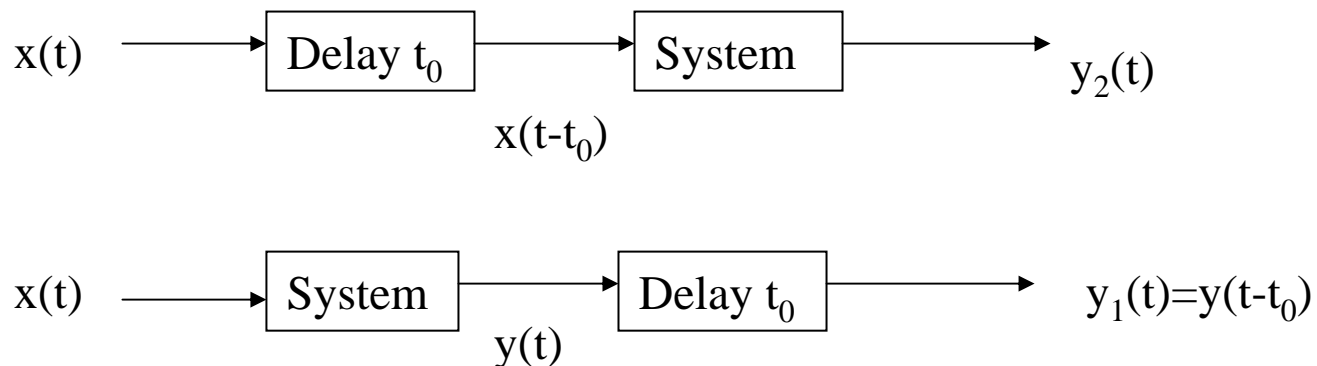 x(t) Delay t₀ System y₂(t)
x(t-t₀)
x(t) System Delay t₀ y₁(t)=y(t-t₀)
y(t)